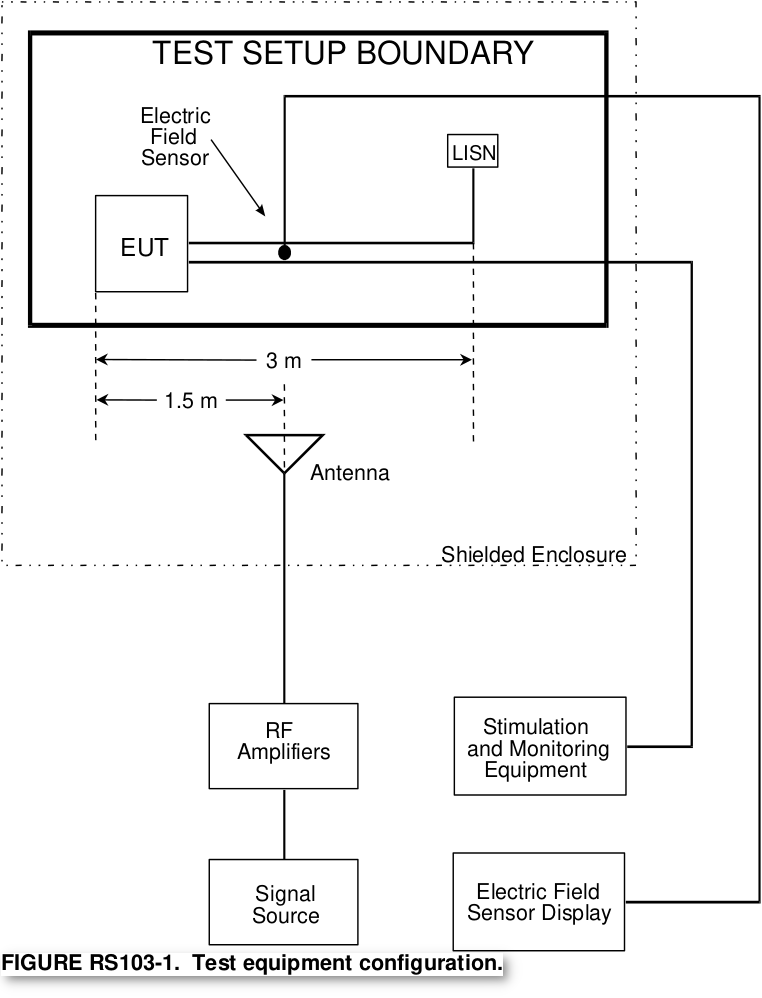 TEST SETUP BOUNDARY
Electric
Field
Sensor
LISN
EUT
3 m
1.5 m
Antenna
Shielded Enclosure
RF
Amplifiers
Stimulation
and Monitoring
Equipment
Signal
Source
Electric Field
Sensor Display
FIGURE RS103-1. Test equipment configuration.